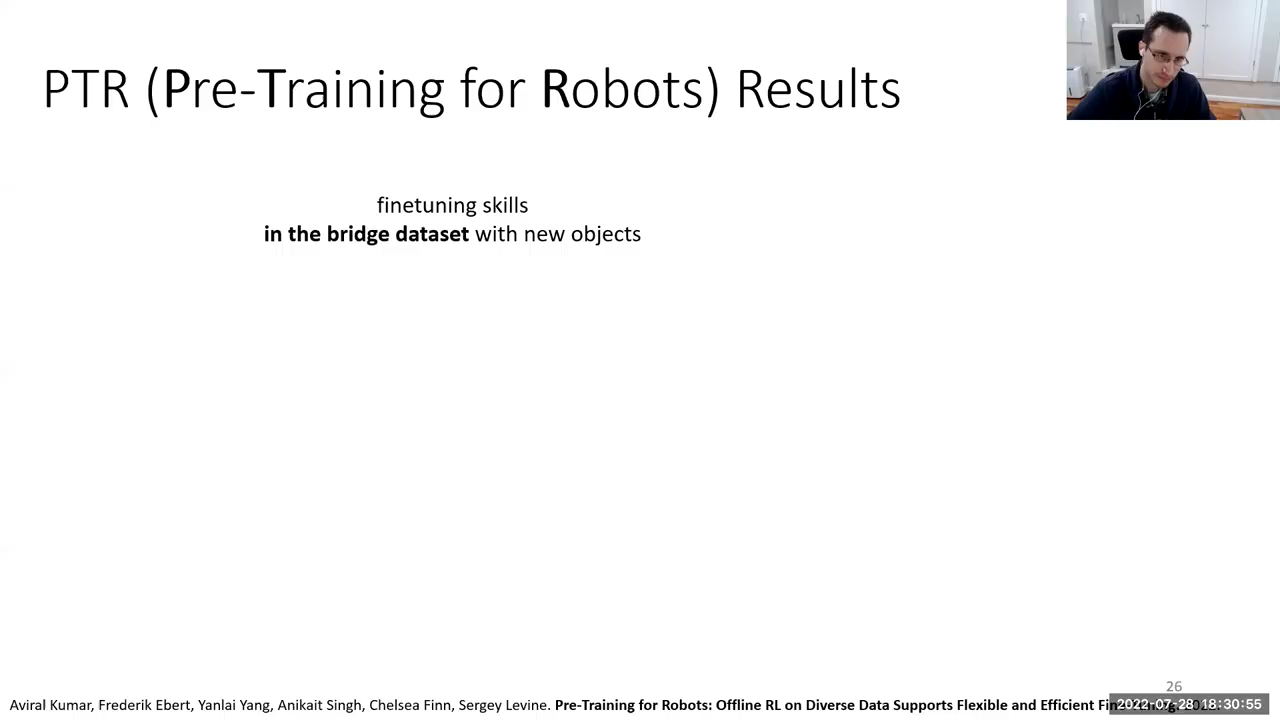 PTR (Pre-Training for Robots) Results
finetuning skills
in the bridge dataset with new objects
26
Aviral Kumar, Frederik Ebert, Yanlai Yang, Anikait Singh, Chelsea Finn, Sergey Levine. Pre-Training for Robots: Offline RL on Diverse Data Supports Flexible and Efficient
2022-07-28 18:30:55